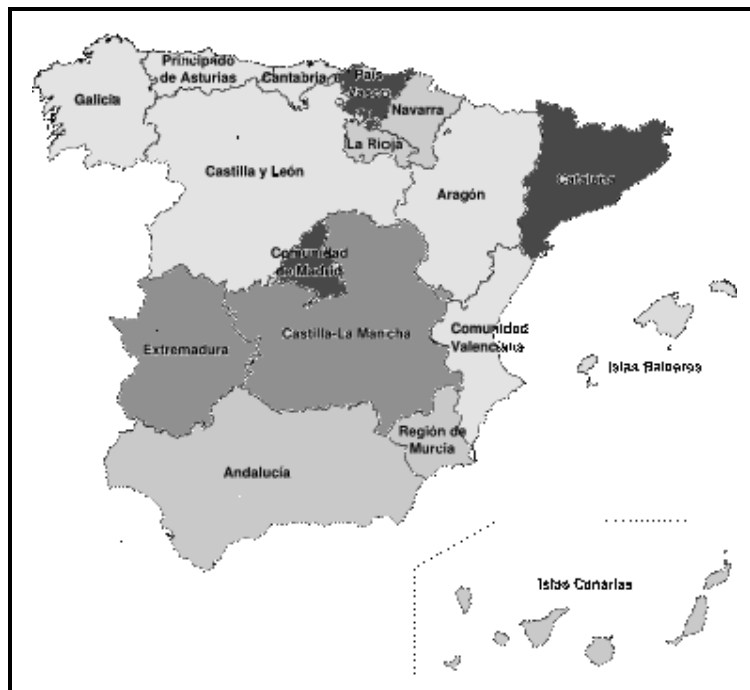 Principado
de Asturias
Cantabria
País
Vasco
Galicia
Navarra
La Rioja
Castilla y León
Cataluña
Aragón
Comunidad
de Madrid
Castilla-La Mancha
Comunidad
Valenciana
Extremadura
Islas Baleares
Región de
Murcia
Andalucía
Islas Canarias